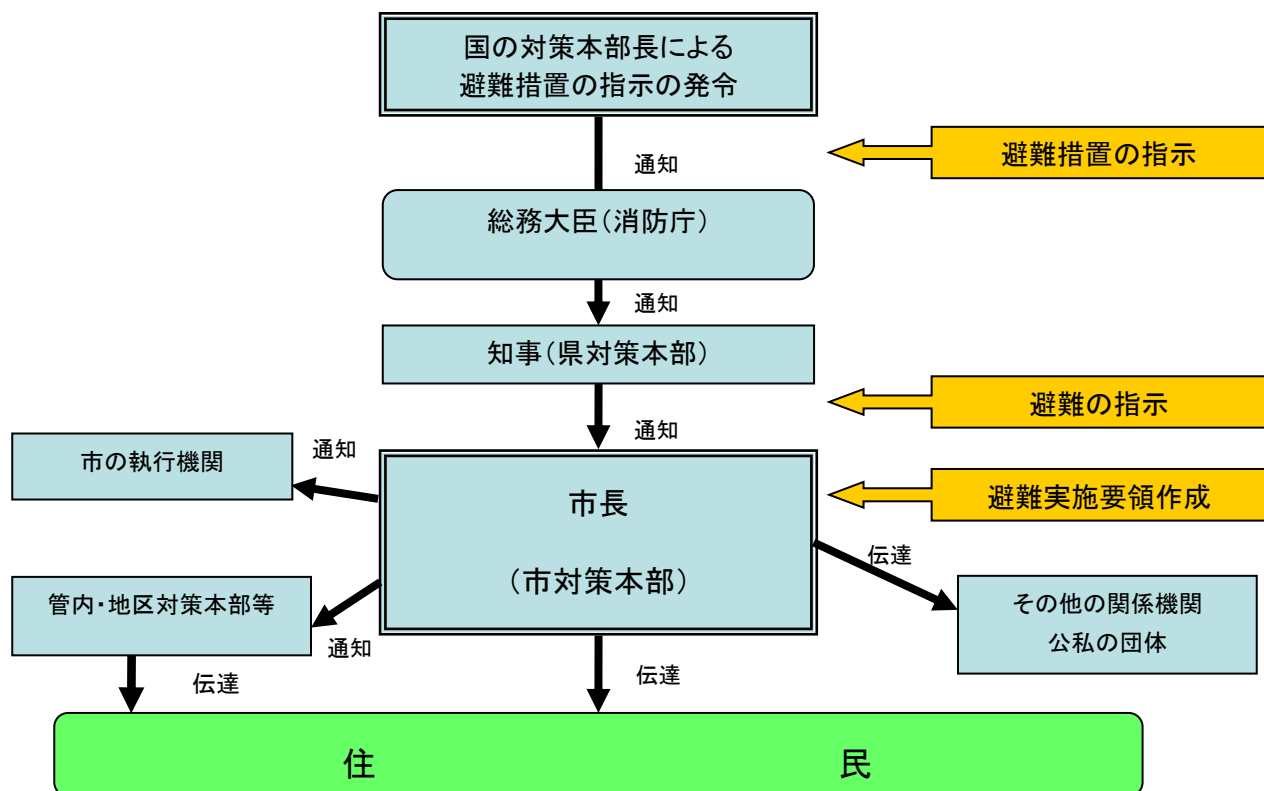 国の対策本部長による
避難措置の指示の発令
避難措置の指示
通知
総務大臣(消防庁)
通知
知事(県対策本部)
避難の指示
通知
市の執行機関
通知
市長
(市対策本部)
避難実施要領作成
伝達
管内・地区対策本部等
通知
その他の関係機関
公私の団体
伝達
伝達
住 民